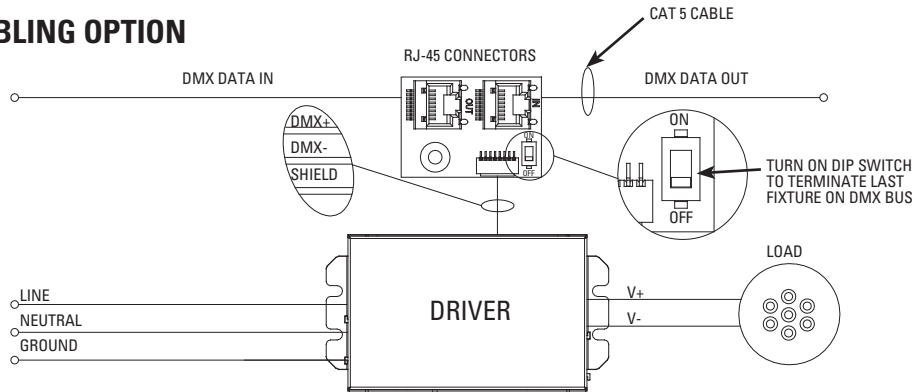 BLING OPTION
CAT 5 CABLE
RJ-45 CONNECTORS
DMX DATA IN
DMX DATA OUT
OUT
IN
ON
OFF
DMX+
DMX-
SHIELD
ON
OFF
TURN ON DIP SWITCH
TO TERMINATE LAST
FIXTURE ON DMX BUS
LOAD
LINE
NEUTRAL
GROUND
DRIVER
V+
V-